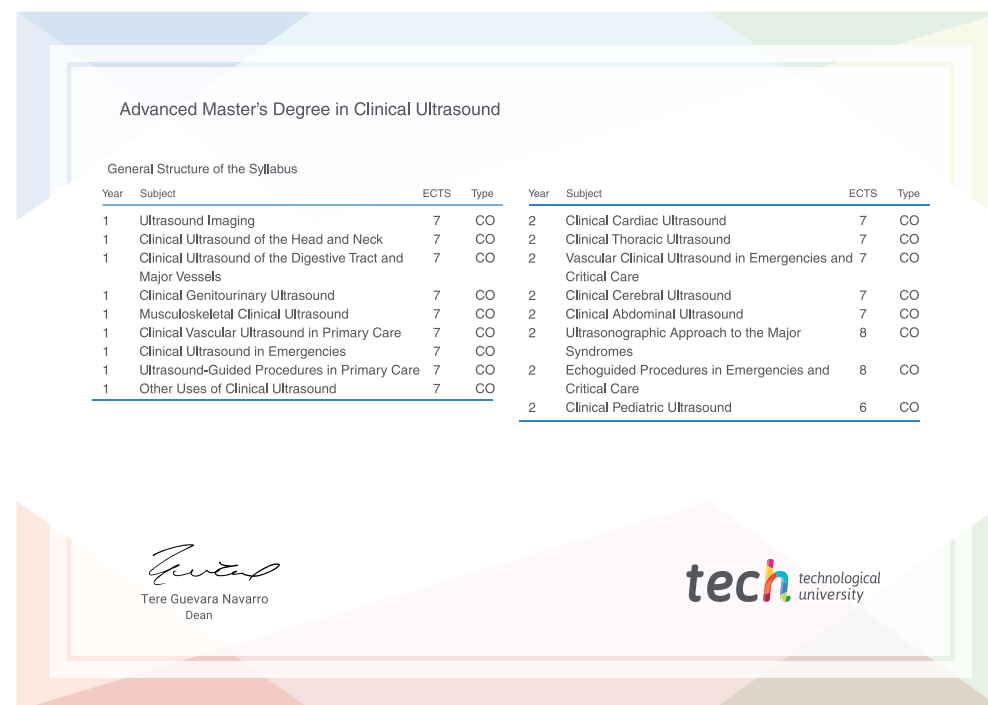 Advanced Master's Degree in Clinical Ultrasound
General Structure of the Syllabus
Year Subject ECTS Type
1 Ultrasound Imaging 7 CO
1 Clinical Ultrasound of the Head and Neck 7 CO
1 Clinical Ultrasound of the Digestive Tract and 7 CO
Major Vessels
1 Clinical Genitourinary Ultrasound 7 CO
1 Musculoskeletal Clinical Ultrasound 7 CO
1 Clinical Vascular Ultrasound in Primary Care 7 CO
1 Clinical Ultrasound in Emergencies 7 CO
1 Ultrasound-Guided Procedures in Primary Care 7 CO
1 Other Uses of Clinical Ultrasound 7 CO
Year Subject ECTS Type
2 Clinical Cardiac Ultrasound 7 CO
2 Clinical Thoracic Ultrasound 7 CO
2 Vascular Clinical Ultrasound in Emergencies and 7 CO
Critical Care
2 Clinical Cerebral Ultrasound 7 CO
2 Clinical Abdominal Ultrasound 7 CO
2 Ultrasonographic Approach to the Major 8 CO
Syndromes
2 Echoguided Procedures in Emergencies and 8 CO
Critical Care
2 Clinical Pediatric Ultrasound 6 CO
Tere Guevara Navarro
Dean
tech technological
university